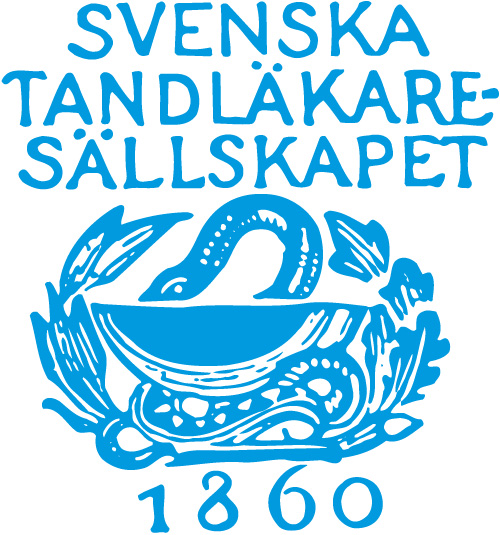 SVENSKA
TANDLÄKARE-
SÄLLSKAPET
1860